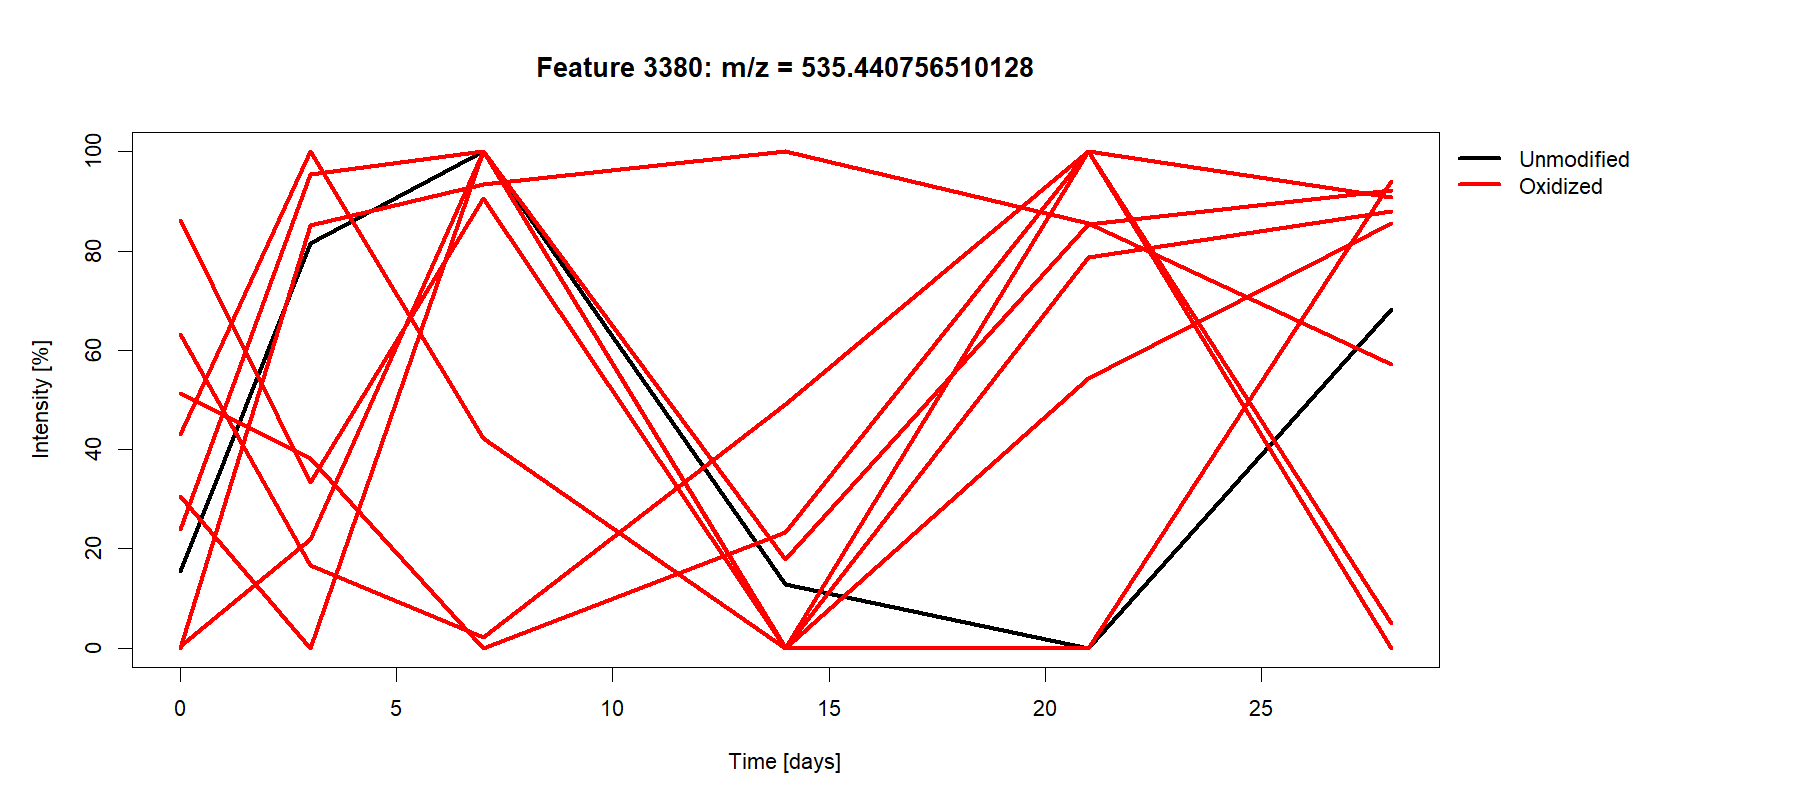 Feature 3380: m/z = 535.440756510128
Unmodified
Oxidized
Intensity [%]
100
80
60
40
20
0
0 5 10 15 20 25
Time [days]